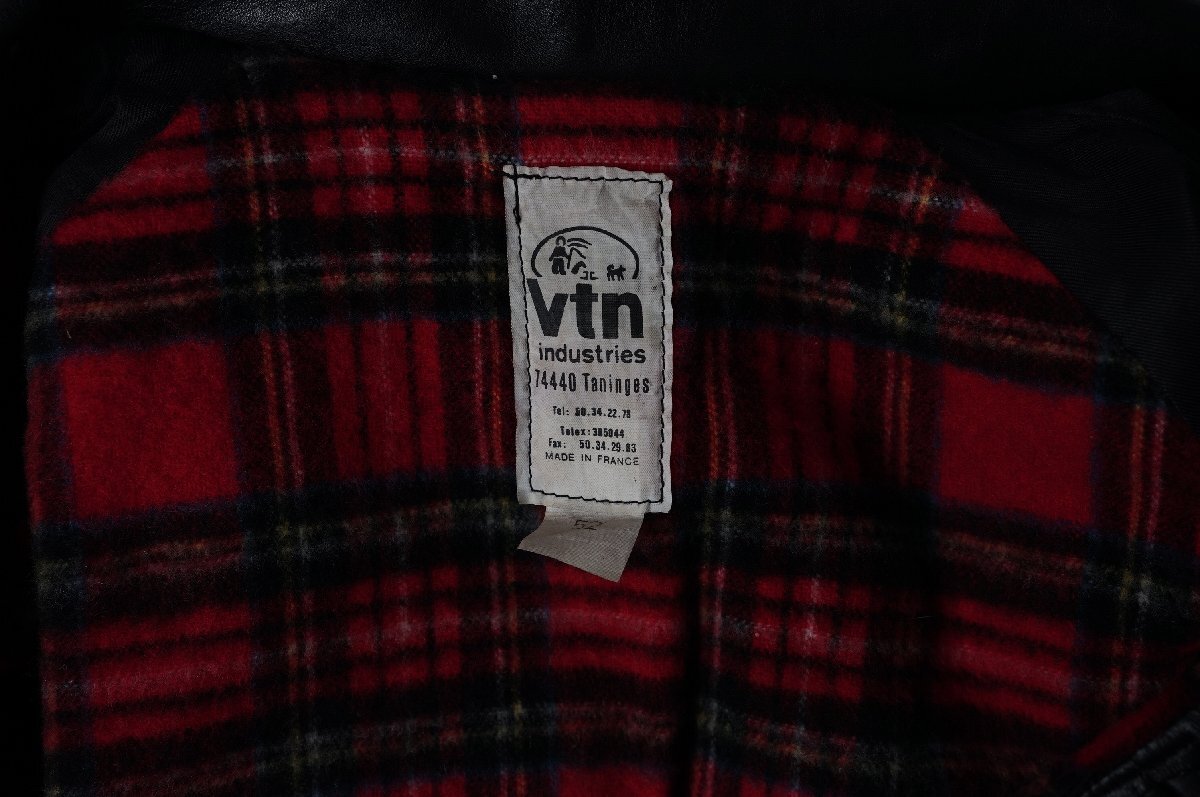 vtn
industries
74440 Taninges
Tel: 50.34.22.79
Telex: 385044
Fax: 50.34.29.83
MADE IN FRANCE
52